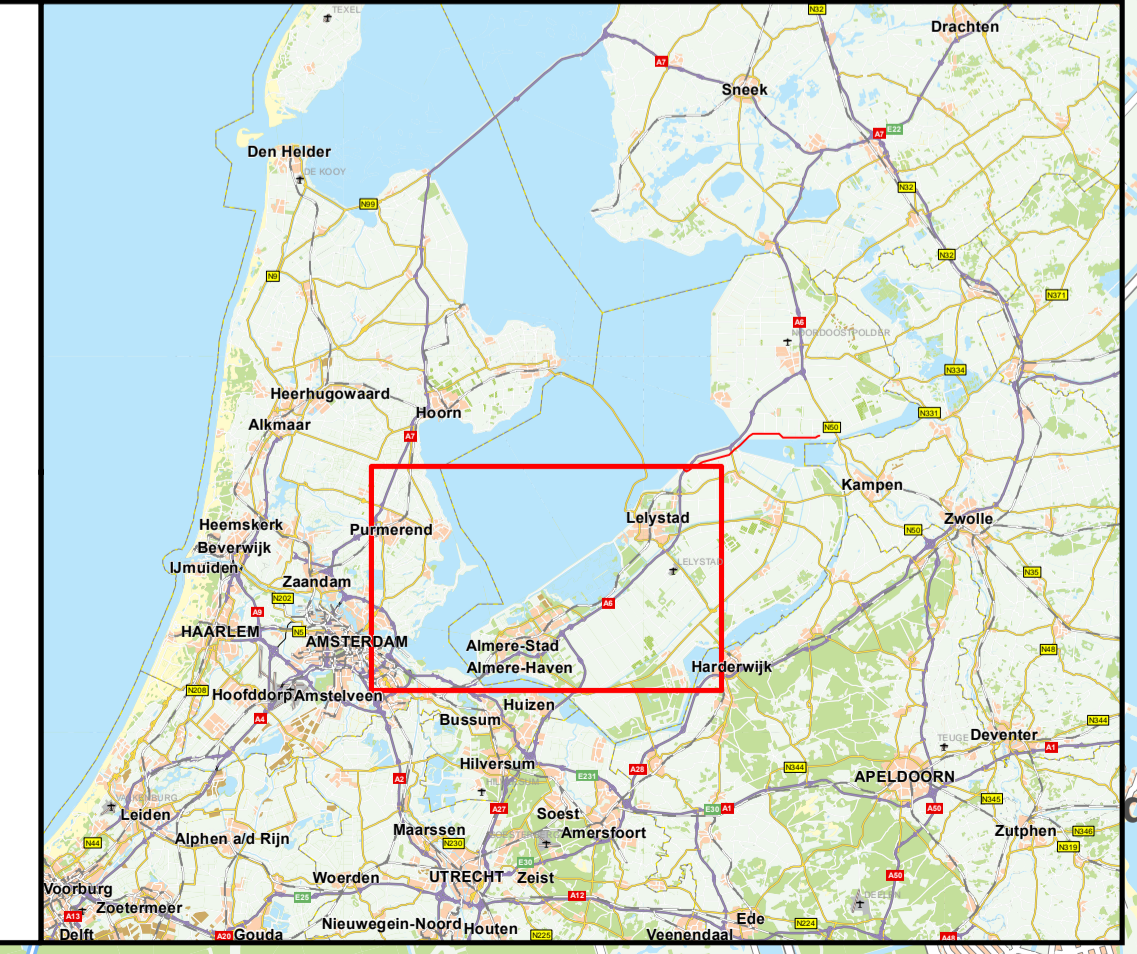 TEXEL
N32
Drachten
A7
Sneek
A7
E22
Den Helder
DE KOOY
N99
N32
N32
N9
N371
A6
NOORDOOSTPOLDER
N334
Heerhugowaard
Hoorn
Alkmaar
N331
A7
N50
Kampen
Lelystad
Zwolle
Heemskerk
Purmerend
N50
Beverwijk
IJmuiden
LELYSTAD
N35
Zaandam
N202
A6
A9
HAARLEM
N5
AMSTERDAM
Almere-Stad
N48
Almere-Haven
Harderwijk
N208
Hoofddorp
Amstelveen
Huizen
A4
Bussum
N344
TEUGE
Deventer
A1
Hilversum
A2
E231
A28
N344
APELDOORN
HILVERSUM
VALKENBURG
Leiden
A27
Soest
E30
A1
A50
N345
Maarssen
SOESTERBERG
Amersfoort
Zutphen
N346
Alphen a/d Rijn
N44
N230
N319
E30
Woerden
UTRECHT
Zeist
A50
Voorburg
E25
A12
DEELEN
Zoetermeer
A13
Nieuwegein-Noord
Houten
Ede
N224
Delft
A20
Gouda
N225
Veenendaal
A48